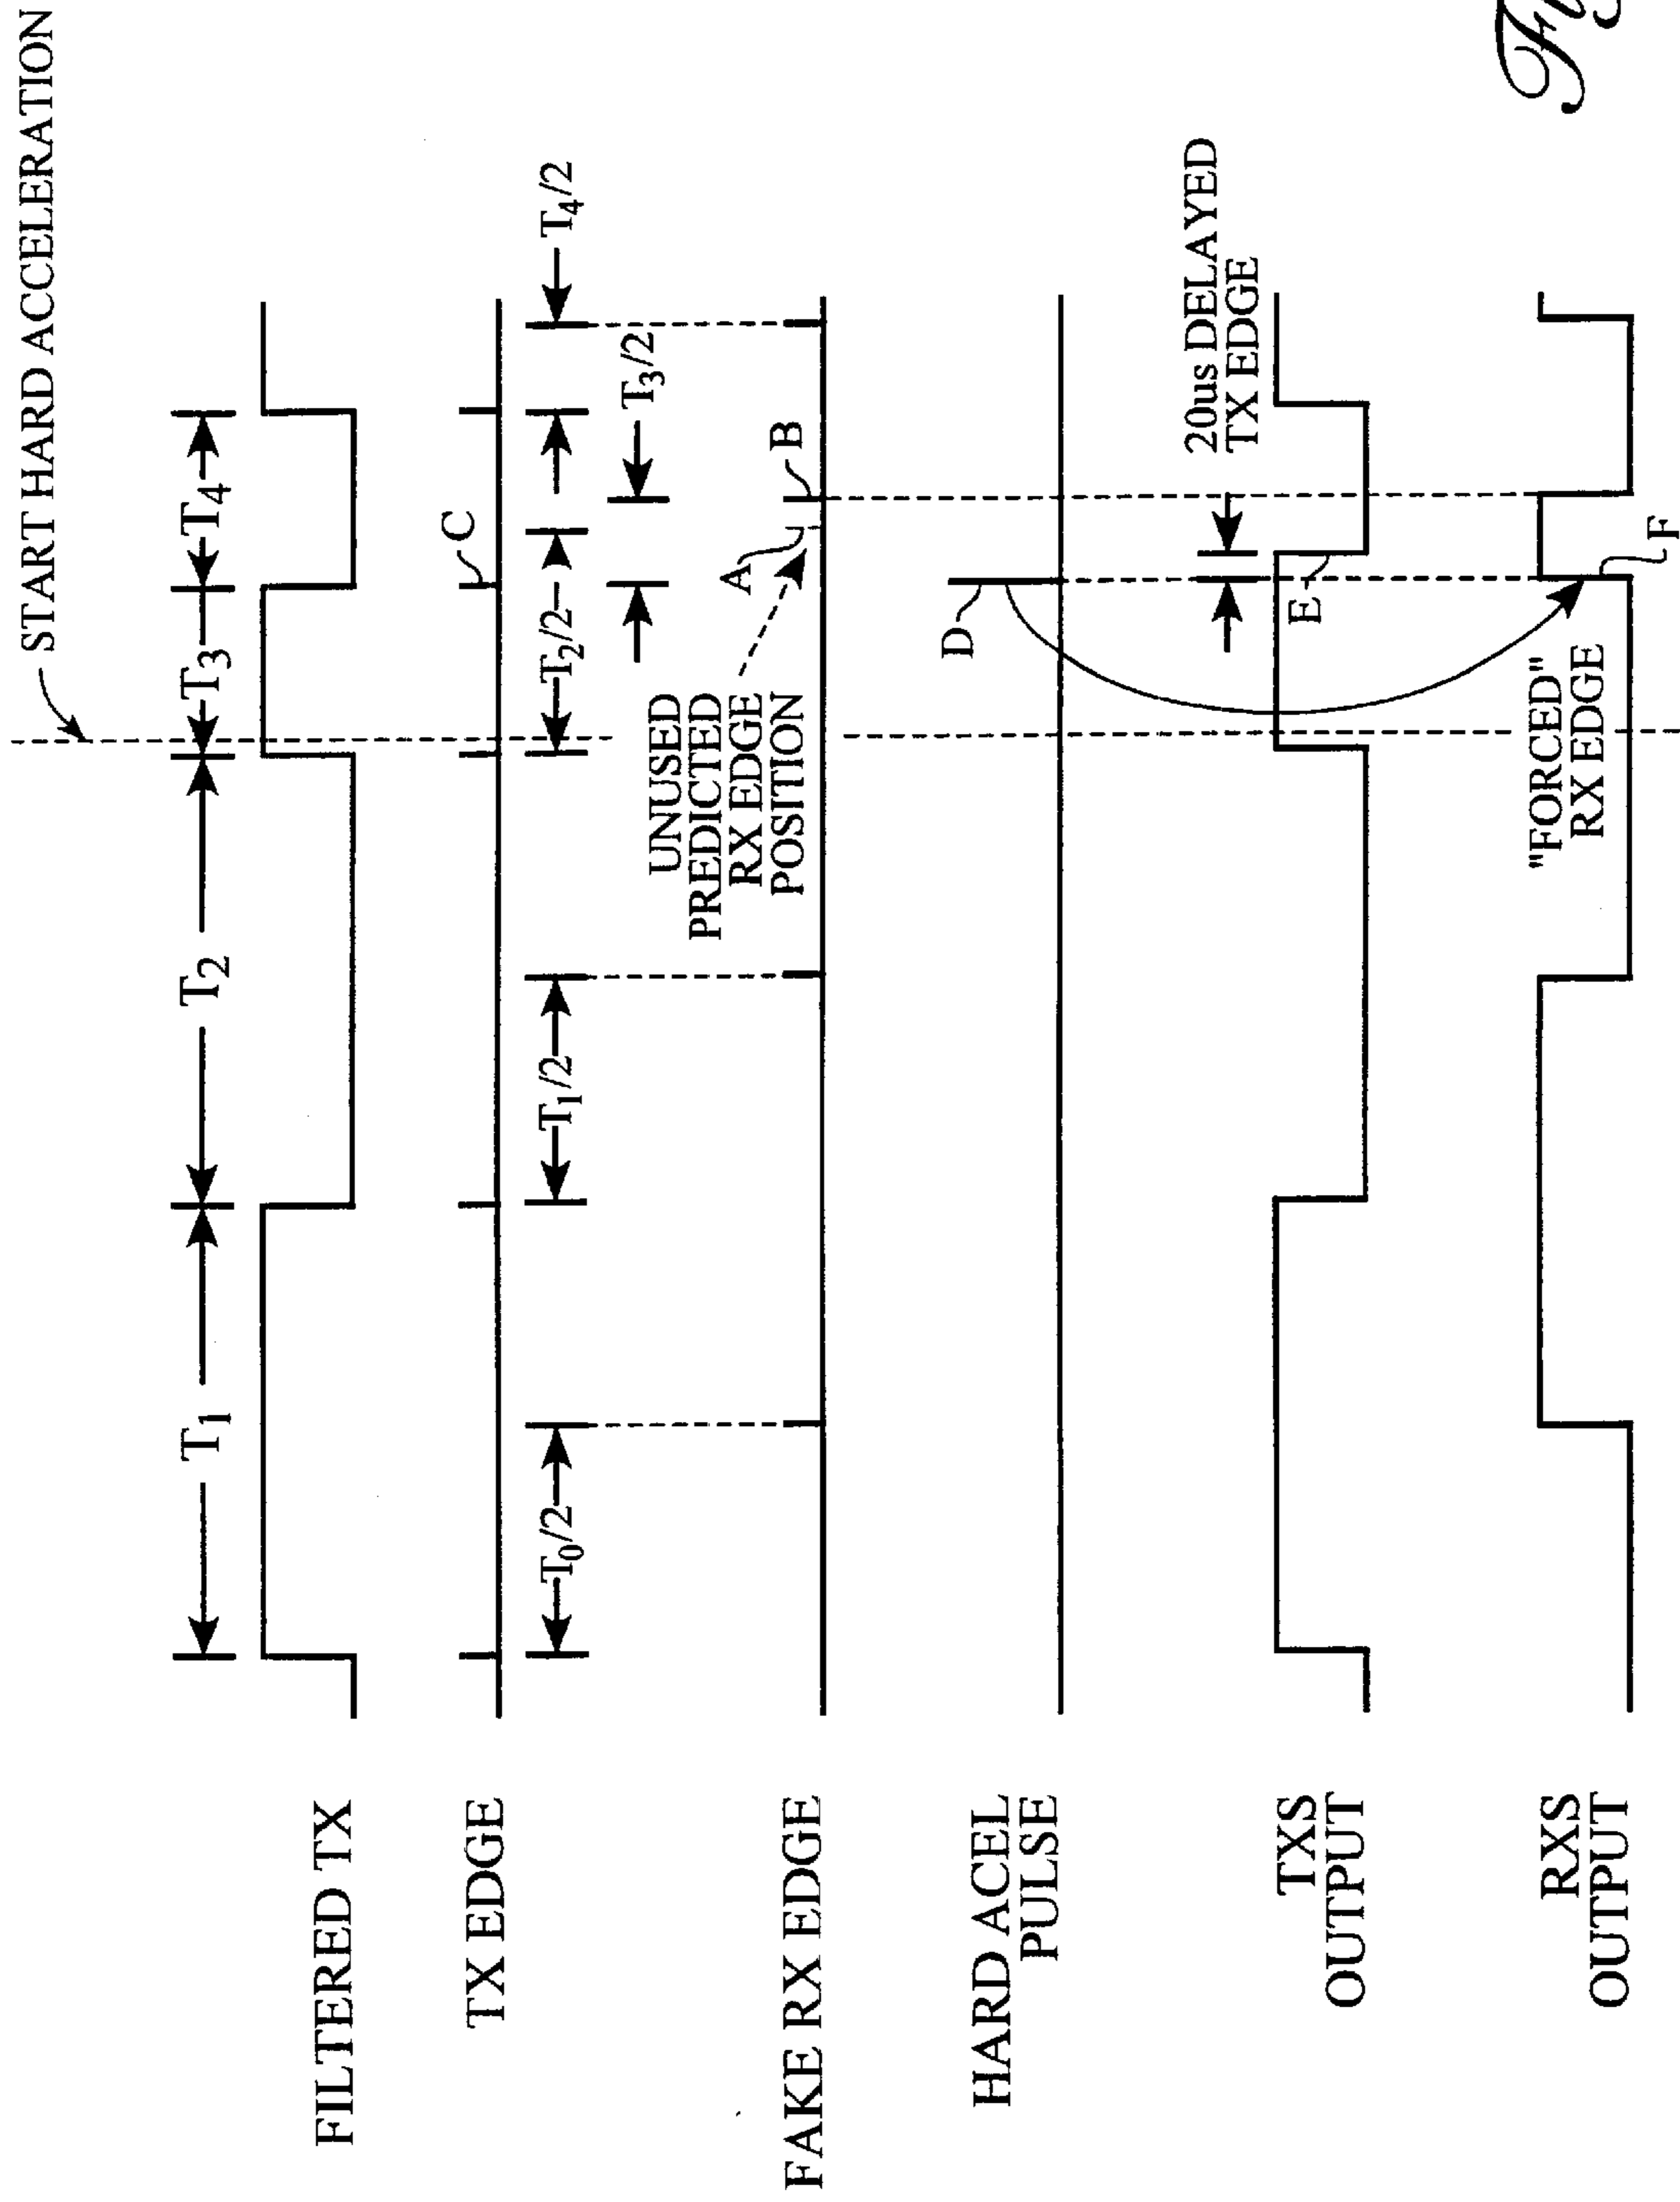 START HARD ACCELERATION
T1
T2
T3
T4
FILTERED TX
C
TX EDGE
T0/2
T1/2
T2/2
T4/2
T3/2
UNUSED
PREDICTED
RX EDGE
POSITION
A
B
FAKE RX EDGE
D
HARD ACEL
PULSE
20us DELAYED
TX EDGE
E
TXS
OUTPUT
"FORCED"
RX EDGE
F
RXS
OUTPUT